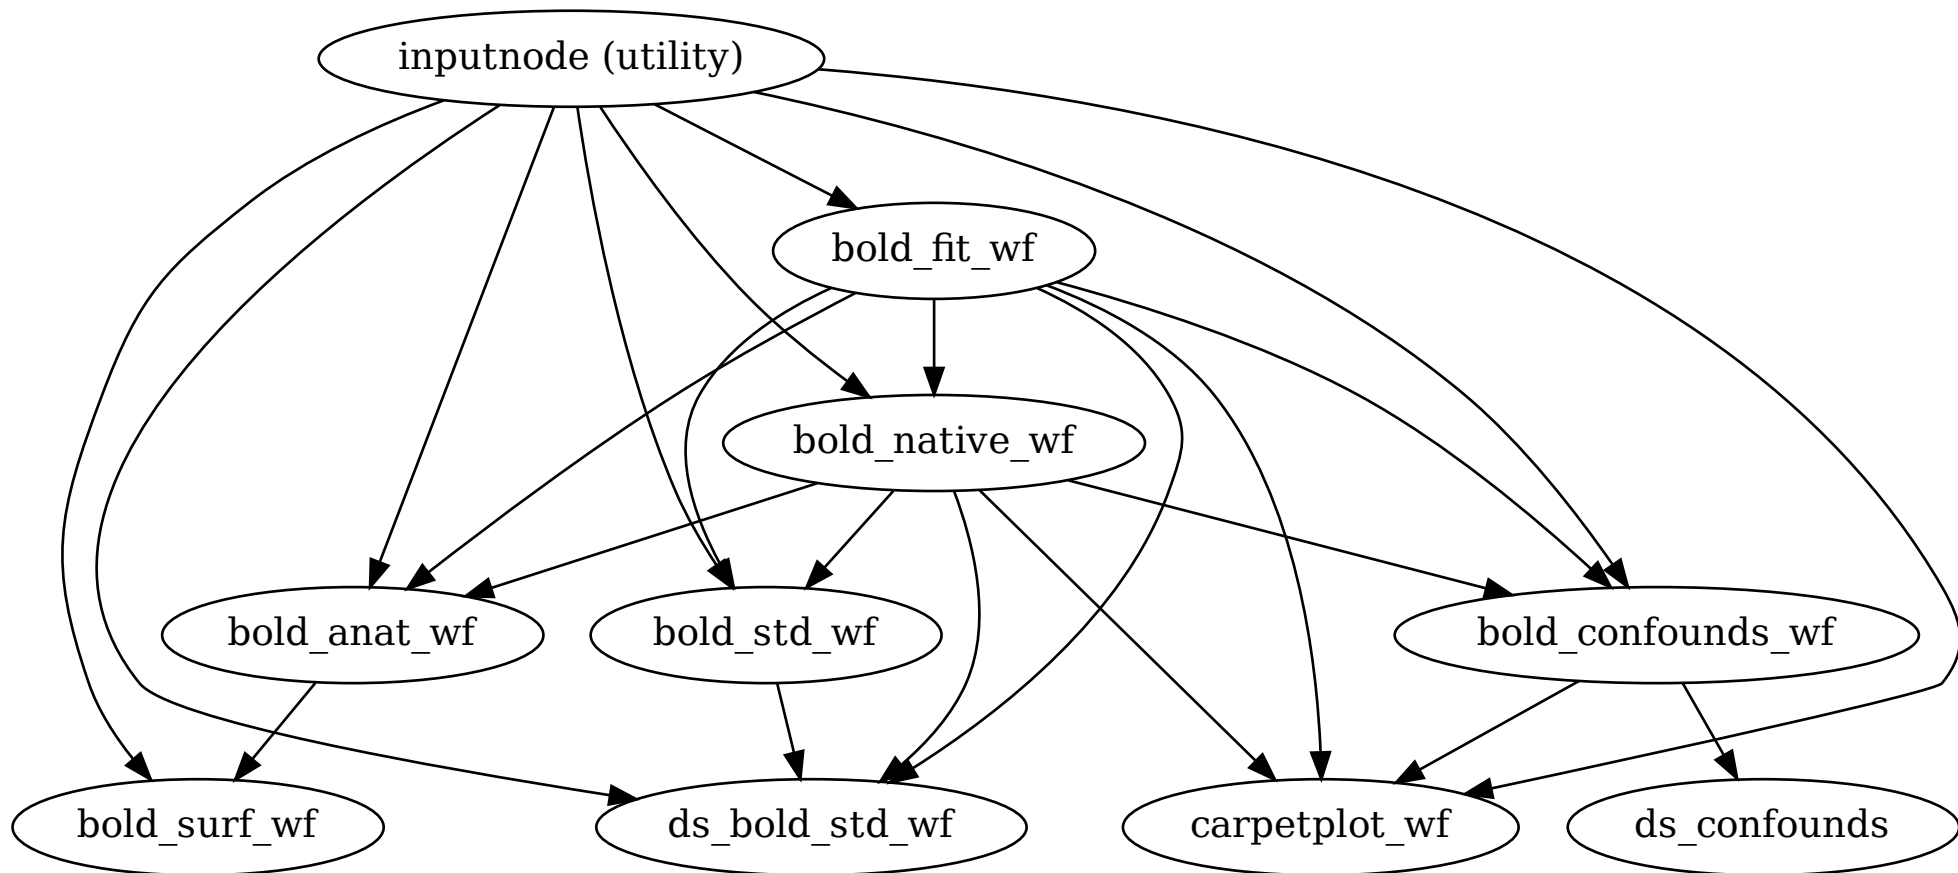 inputnode (utility)
bold_fit_wf
bold_native_wf
bold_anat_wf
bold_std_wf
bold_confounds_wf
bold_surf_wf
ds_bold_std_wf
carpetplot_wf
ds_confounds